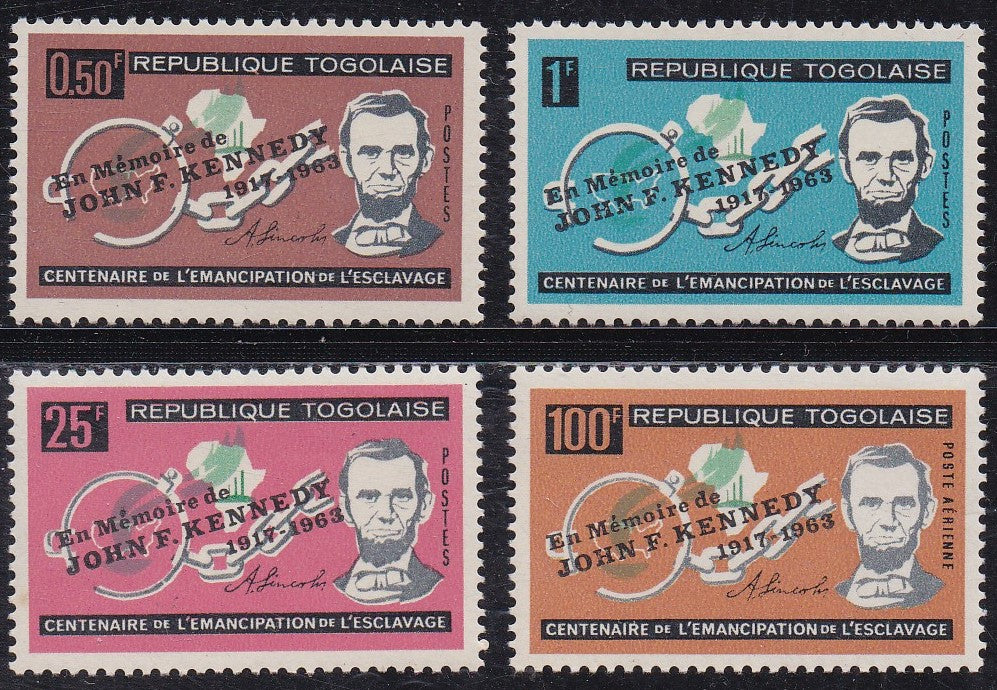 0.50F REPUBLIQUE TOGOLAISE
POSTES
En Mémoire de
JOHN F. KENNEDY
1917-1963
A. Lincoln
CENTENAIRE DE L'EMANCIPATION DE L'ESCLAVAGE
1F REPUBLIQUE TOGOLAISE
POSTES
En Mémoire de
JOHN F. KENNEDY
1917-1963
A. Lincoln
CENTENAIRE DE L'EMANCIPATION DE L'ESCLAVAGE
25F REPUBLIQUE TOGOLAISE
POSTES
En Mémoire de
JOHN F. KENNEDY
1917-1963
A. Lincoln
CENTENAIRE DE L'EMANCIPATION DE L'ESCLAVAGE
100F REPUBLIQUE TOGOLAISE
POSTE AÉRIENNE
En Mémoire de
JOHN F. KENNEDY
1917-1963
A. Lincoln
CENTENAIRE DE L'EMANCIPATION DE L'ESCLAVAGE